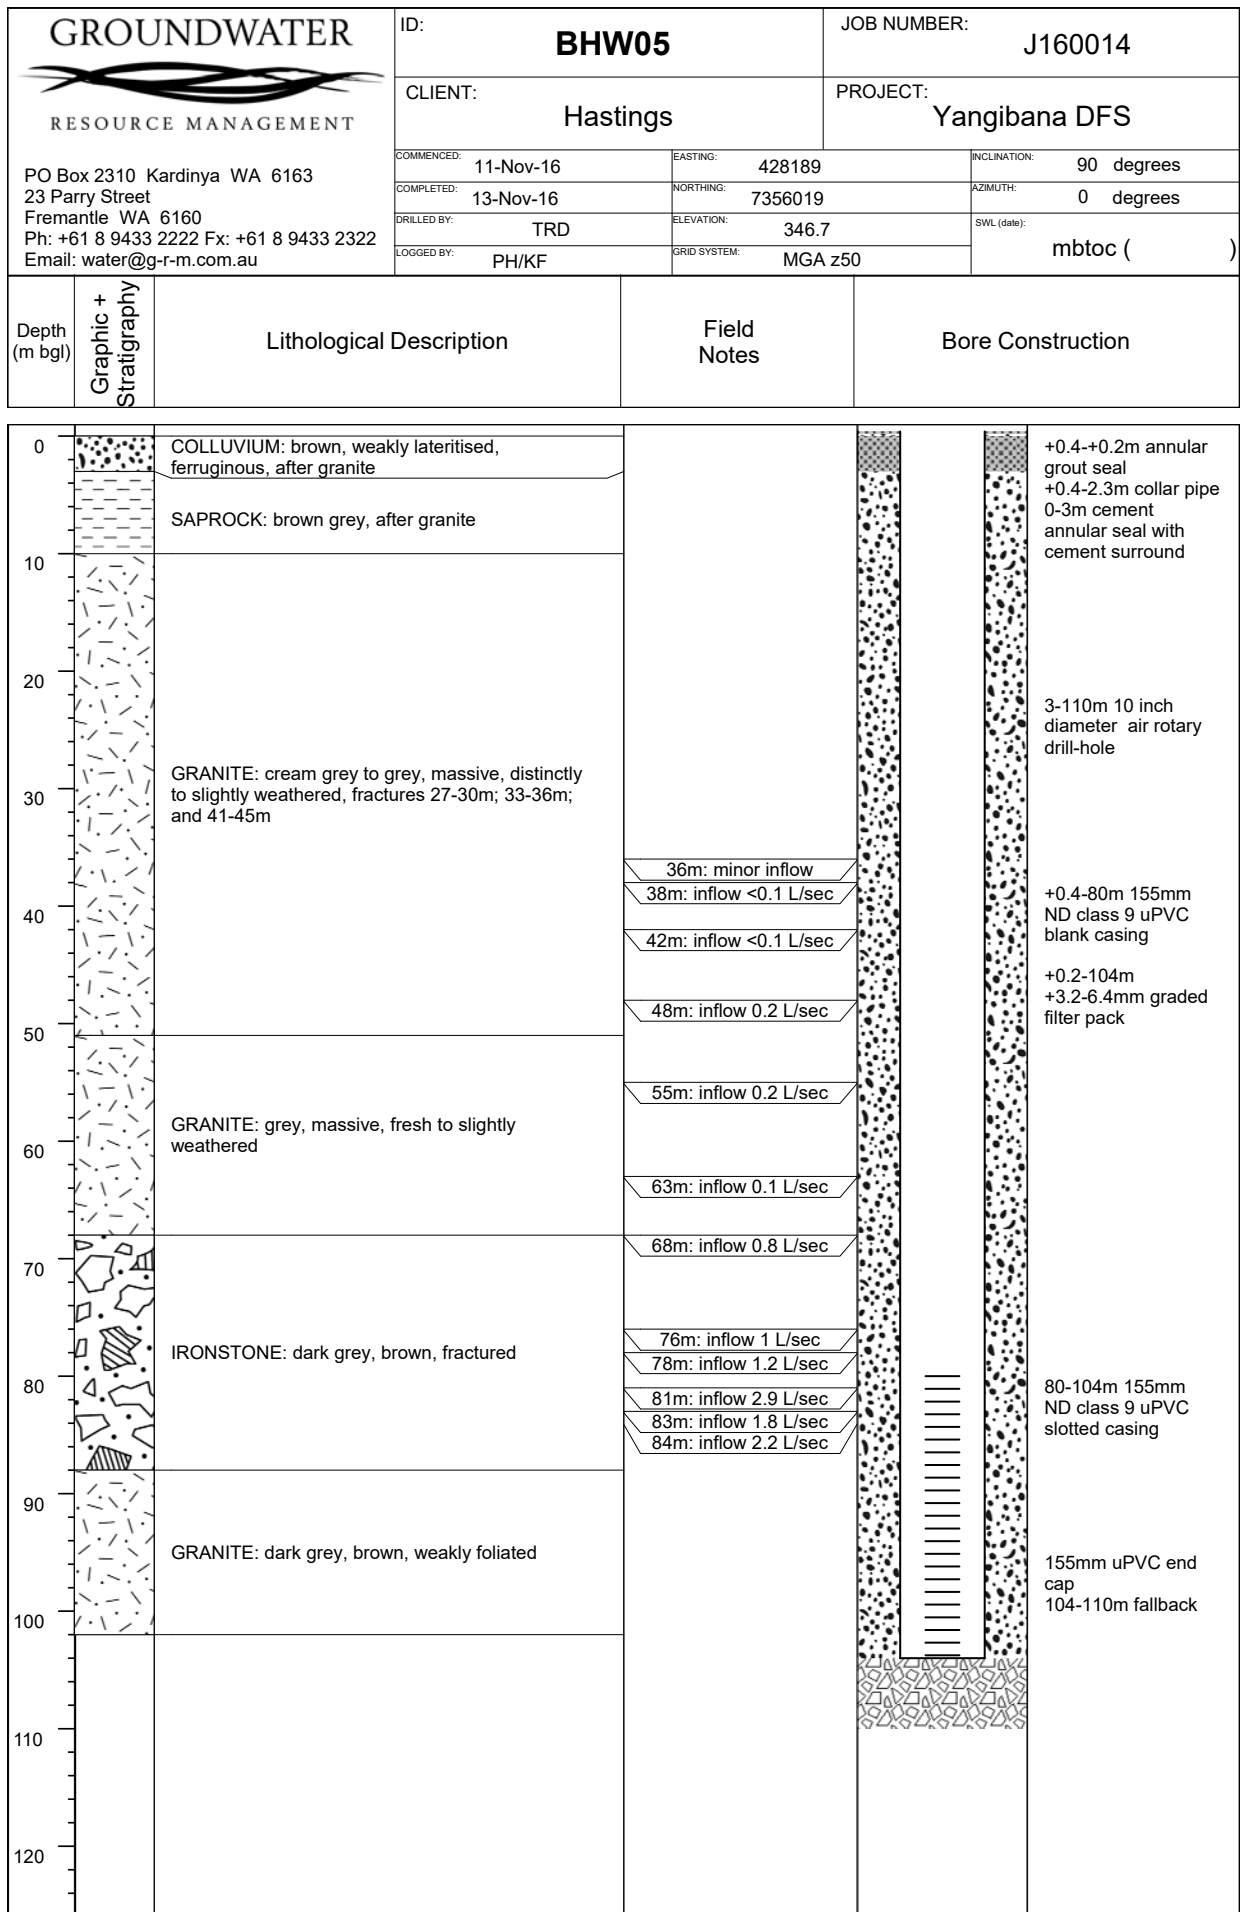 GROUNDWATER
RESOURCE MANAGEMENT
PO Box 2310 Kardinya WA 6163
23 Parry Street
Fremantle WA 6160
Ph: +61 8 9433 2222 Fx: +61 8 9433 2322
Email: water@g-r-m.com.au
ID:
BHW05
JOB NUMBER:
J160014
CLIENT:
Hastings
PROJECT:
Yangibana DFS
COMMENCED:
11-Nov-16
EASTING:
428189
INCLINATION:
90 degrees
COMPLETED:
13-Nov-16
NORTHING:
7356019
AZIMUTH:
0 degrees
DRILLED BY:
TRD
ELEVATION:
346.7
SWL (date):
mbtoc ( )
LOGGED BY:
PH/KF
GRID SYSTEM:
MGA z50
Depth
(m bgl)
Graphic +
Stratigraphy
Lithological Description
Field
Notes
Bore Construction
0
10
20
30
40
50
60
70
80
90
100
110
120
COLLUVIUM: brown, weakly lateritised,
ferruginous, after granite
SAPROCK: brown grey, after granite
GRANITE: cream grey to grey, massive, distinctly
to slightly weathered, fractures 27-30m; 33-36m;
and 41-45m
GRANITE: grey, massive, fresh to slightly
weathered
IRONSTONE: dark grey, brown, fractured
GRANITE: dark grey, brown, weakly foliated
36m: minor inflow
38m: inflow <0.1 L/sec
42m: inflow <0.1 L/sec
48m: inflow 0.2 L/sec
55m: inflow 0.2 L/sec
63m: inflow 0.1 L/sec
68m: inflow 0.8 L/sec
76m: inflow 1 L/sec
78m: inflow 1.2 L/sec
81m: inflow 2.9 L/sec
83m: inflow 1.8 L/sec
84m: inflow 2.2 L/sec
+0.4-+0.2m annular
grout seal
+0.4-2.3m collar pipe
0-3m cement
annular seal with
cement surround
3-110m 10 inch
diameter air rotary
drill-hole
+0.4-80m 155mm
ND class 9 uPVC
blank casing
+0.2-104m
+3.2-6.4mm graded
filter pack
80-104m 155mm
ND class 9 uPVC
slotted casing
155mm uPVC end
cap
104-110m fallback